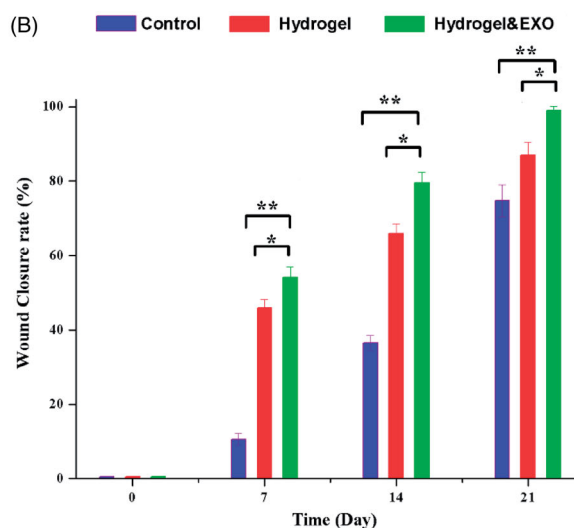 (B)
Control Hydrogel Hydrogel&EXO
** *
** *
** *
100
80
60
40
20
0
Wound Closure rate (%)
0 7 14 21
Time (Day)